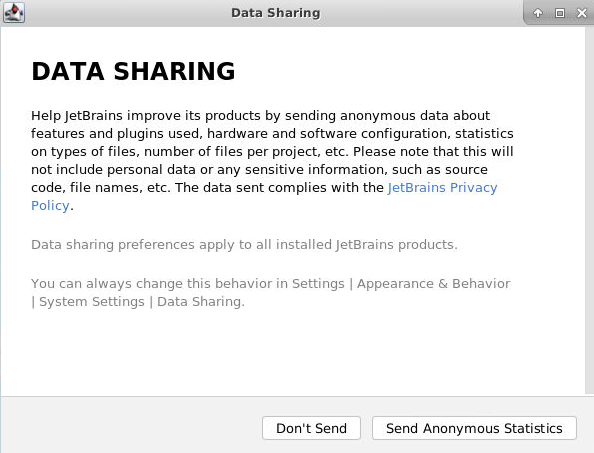 Data Sharing
DATA SHARING
Help JetBrains improve its products by sending anonymous data about
features and plugins used, hardware and software configuration, statistics
on types of files, number of files per project, etc. Please note that this will
not include personal data or any sensitive information, such as source
code, file names, etc. The data sent complies with the JetBrains Privacy
Policy.
Data sharing preferences apply to all installed JetBrains products.
You can always change this behavior in Settings | Appearance & Behavior
| System Settings | Data Sharing.
Don't Send
Send Anonymous Statistics